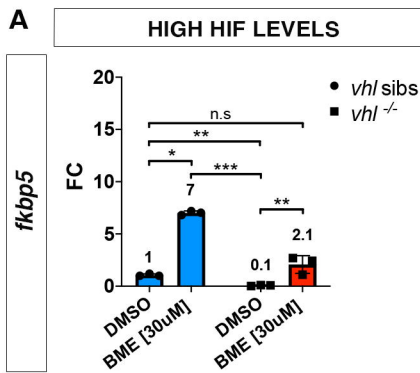 A
HIGH HIF LEVELS
fkbp5
FC
20
15
10
5
0
vhl sibs
vhl -/-
n.s
**
*
***
**
1
7
0.1
2.1
DMSO
BME [30uM]
DMSO
BME [30uM]